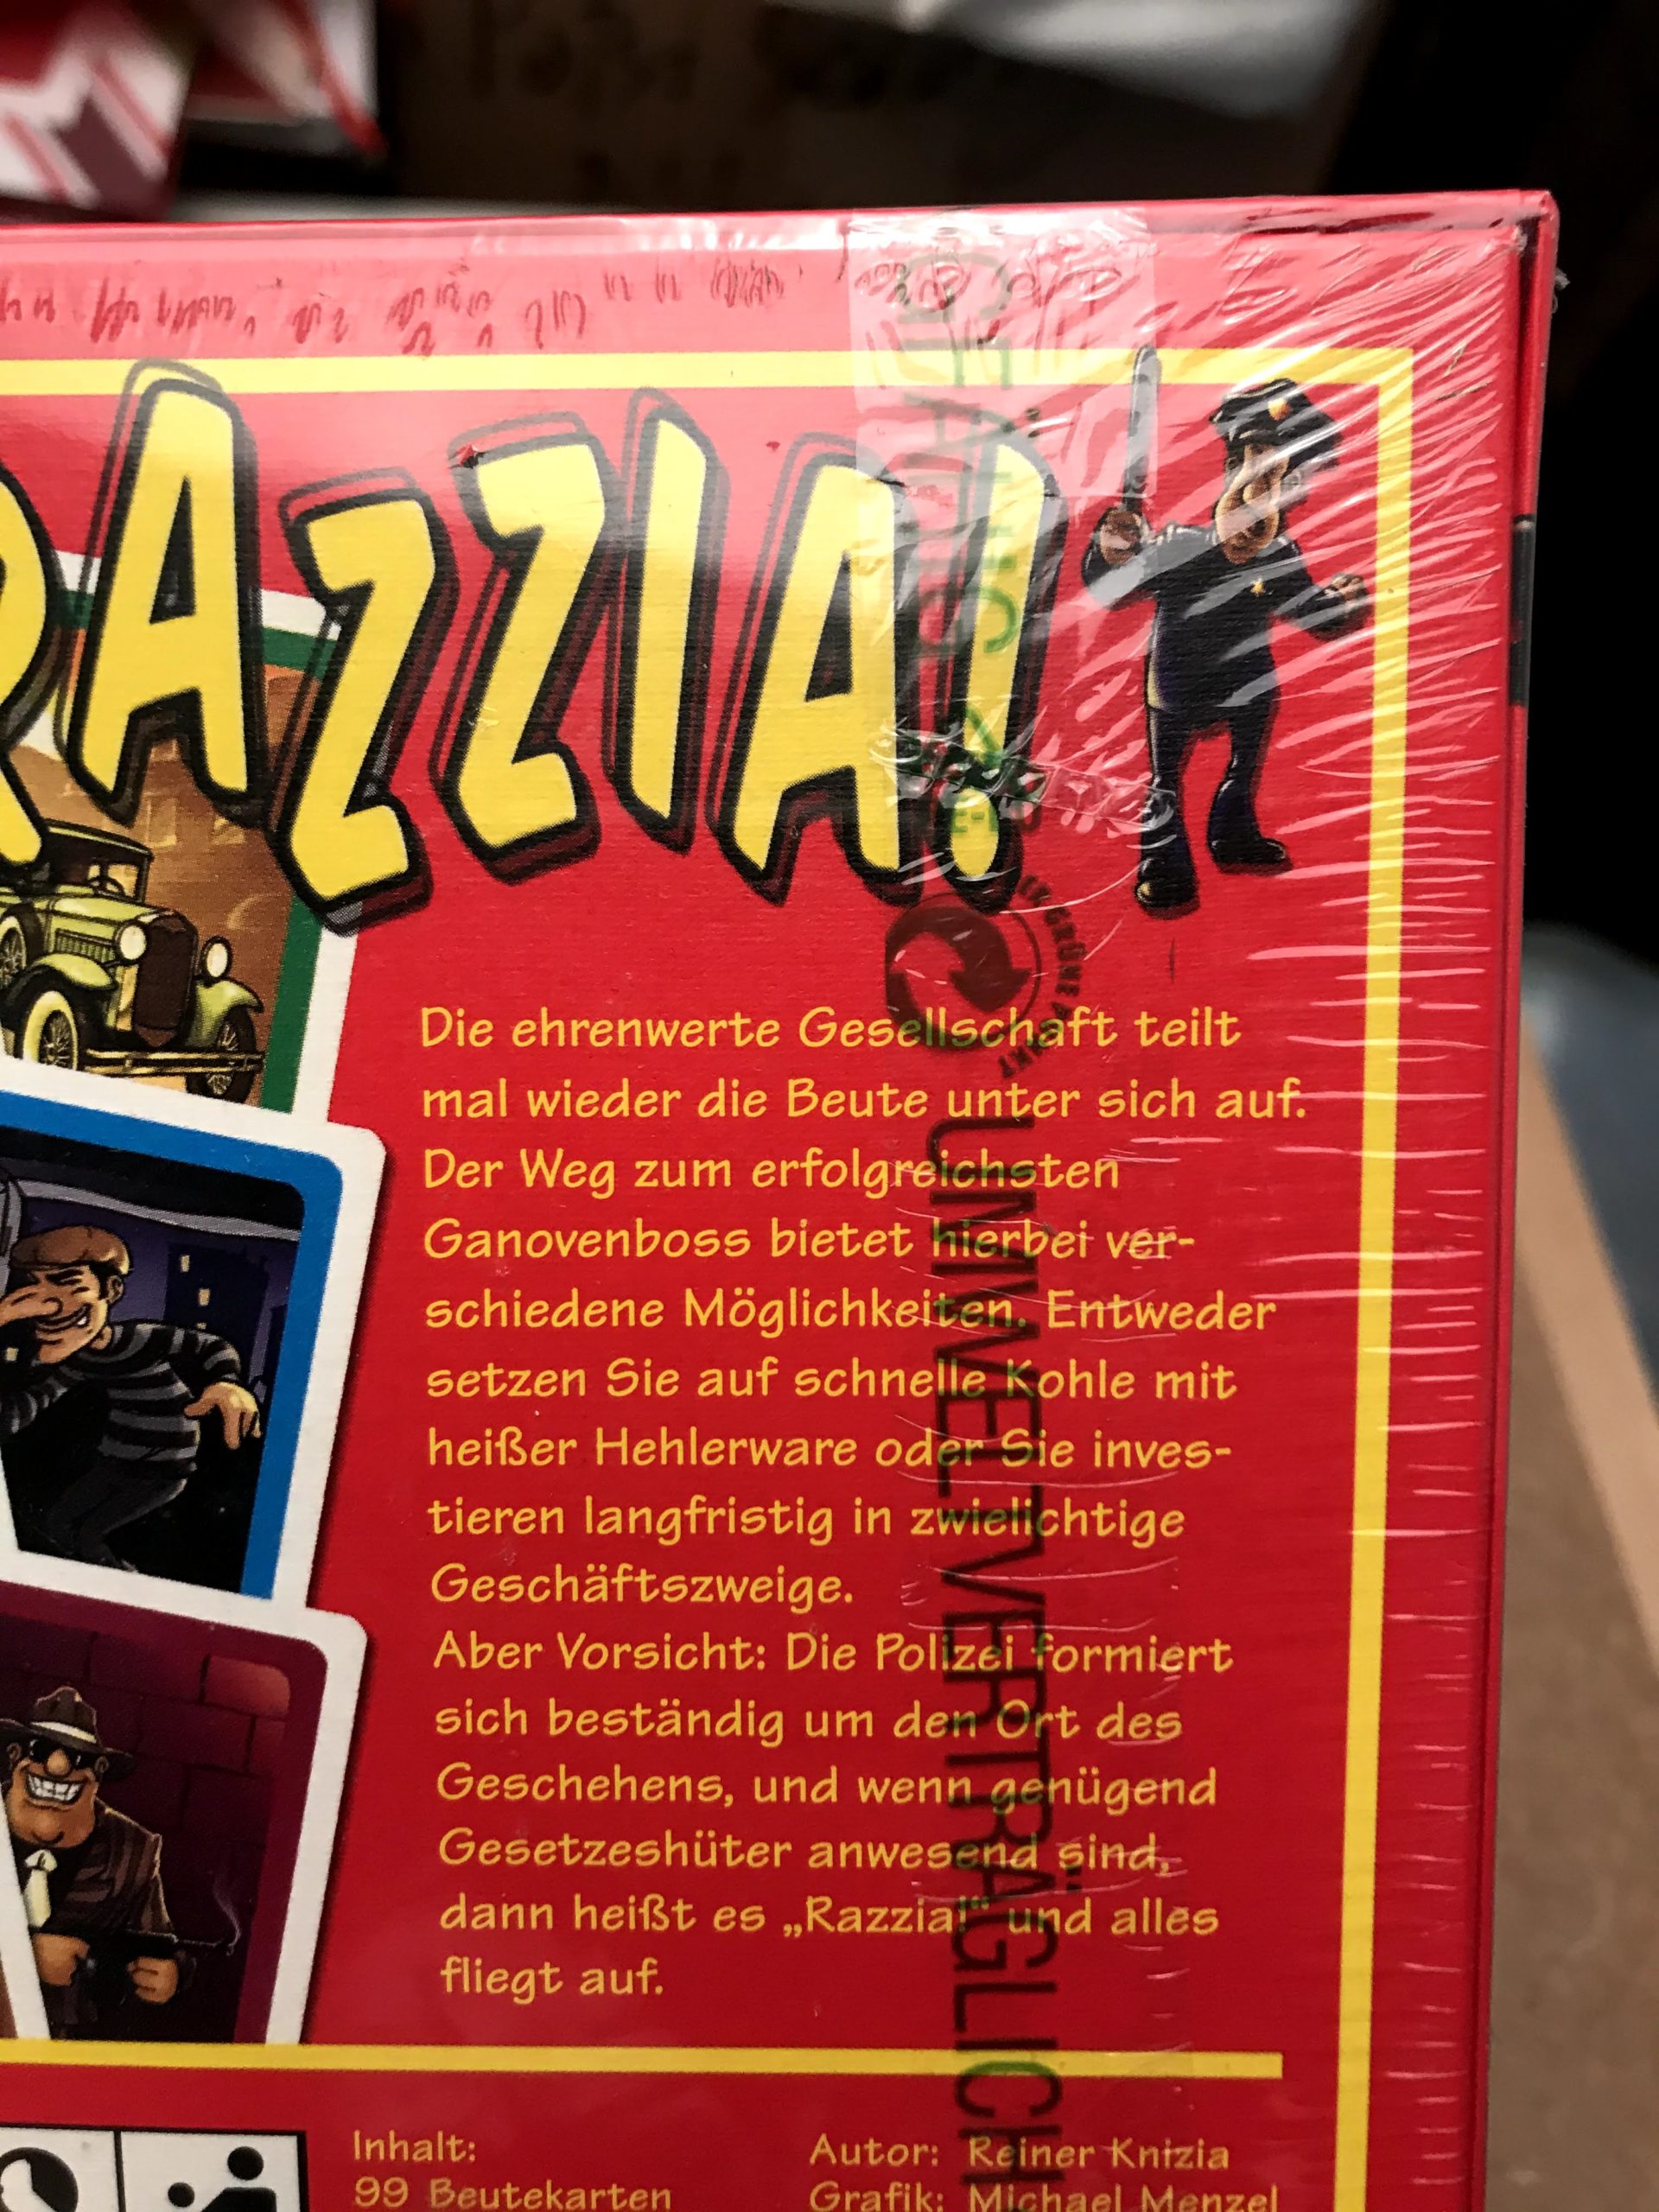 RAZZIA!
Die ehrenwerte Gesellschaft teilt
mal wieder die Beute unter sich auf.
Der Weg zum erfolgreichsten
Ganovenboss bietet hierbei ver-
schiedene Möglichkeiten. Entweder
setzen Sie auf schnelle Kohle mit
heißer Hehlerware oder Sie inves-
tieren langfristig in zwielichtige
Geschäftszweige.
Aber Vorsicht: Die Polizei formiert
sich beständig um den Ort des
Geschehens, und wenn genügend
Gesetzeshüter anwesend sind,
dann heißt es „Razzia!“ und alles
fliegt auf.
Inhalt:
99 Beutekarten
Autor: Reiner Knizia
Grafik: Michael Menzel
UMWELTVERTRÄGLICH